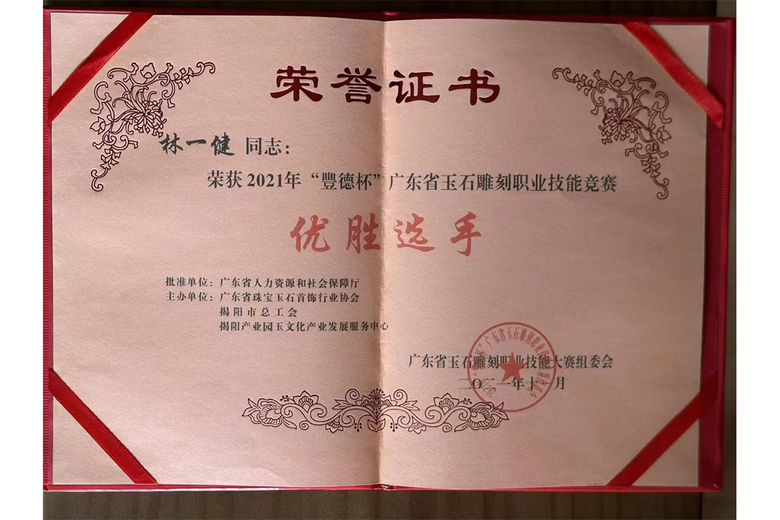 荣誉证书
林一健 同志：
荣获2021年“豐德杯”广东省玉石雕刻职业技能竞赛
优胜选手
批准单位：广东省人力资源和社会保障厅
主办单位：广东省珠宝玉石首饰行业协会
揭阳市总工会
揭阳产业园玉文化产业发展服务中心
广东省玉石雕刻职业技能大赛组委会
二〇二一年十一月